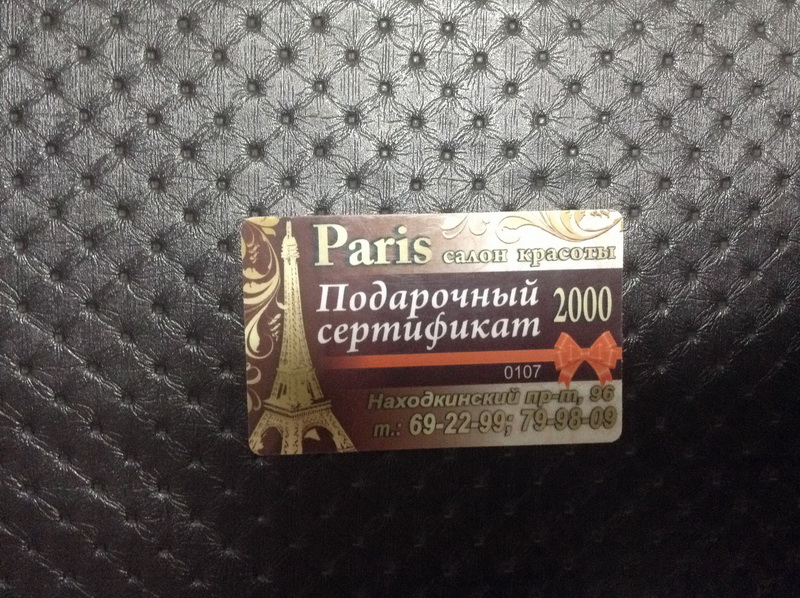 Paris салон красоты
Подарочный
сертификат 2000
0107
Находкинский пр-т, 96
т.: 69-22-99; 79-98-09